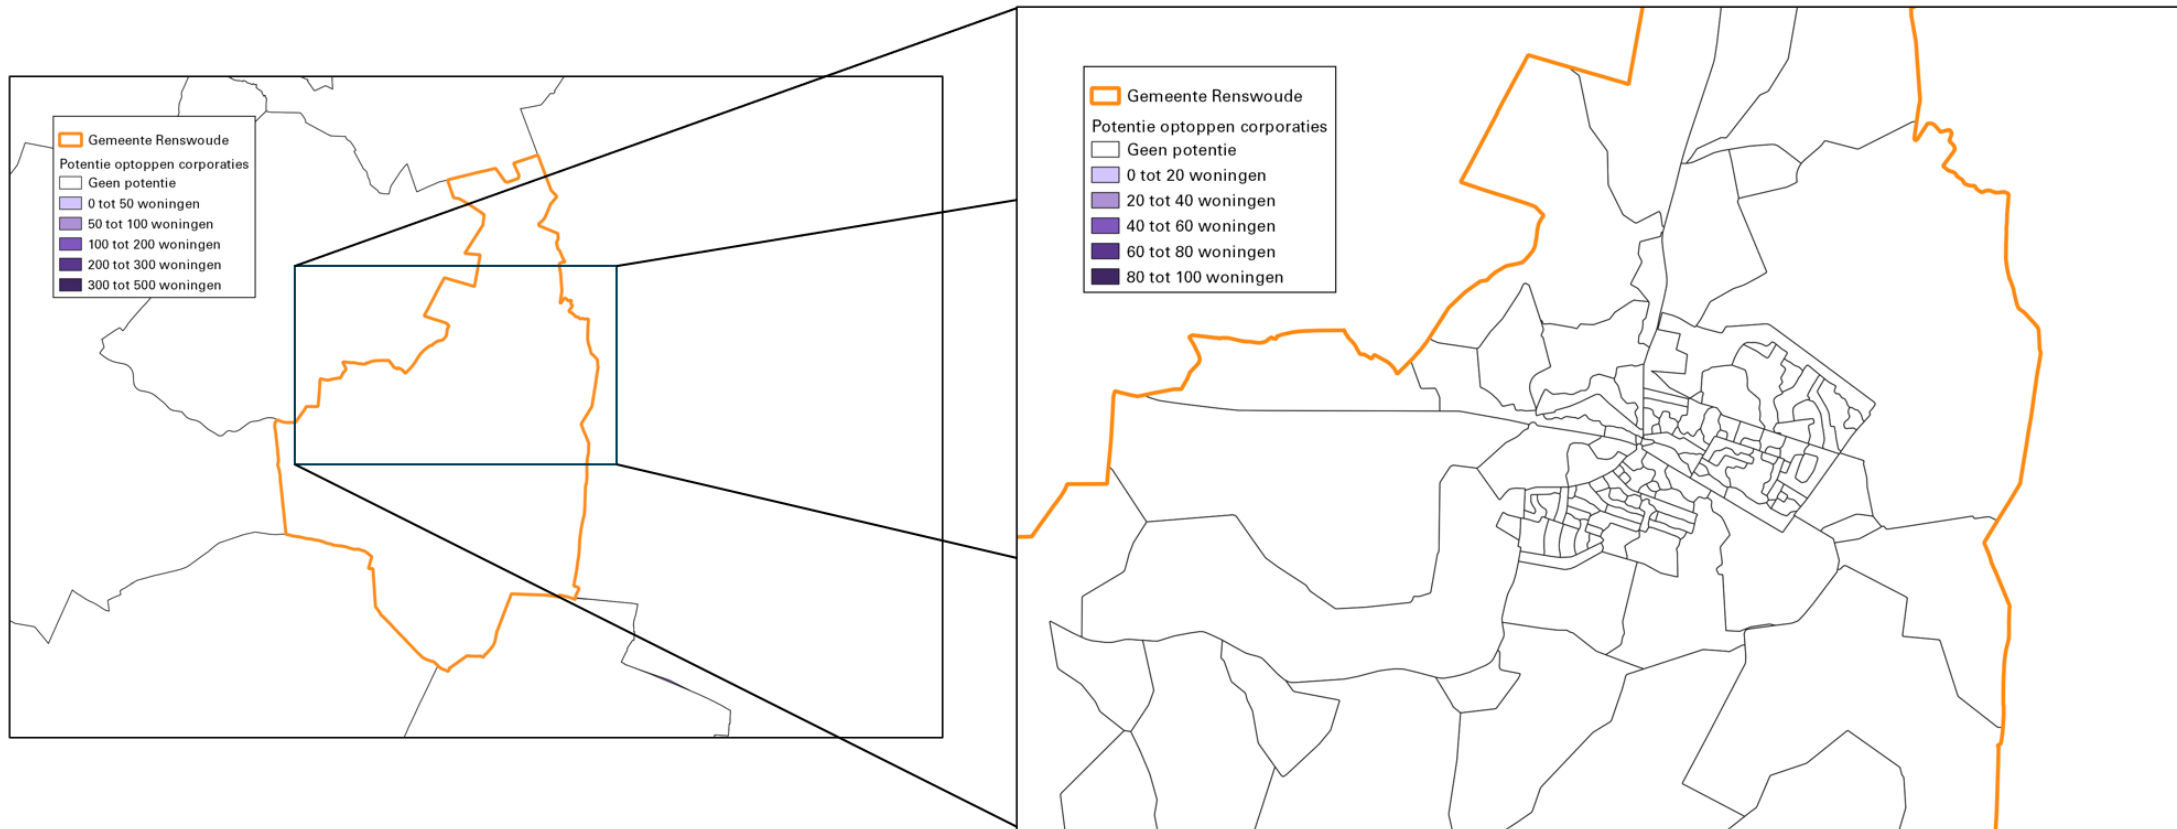 Gemeente Renswoude
Potentie optoppen corporaties
Geen potentie
0 tot 50 woningen
50 tot 100 woningen
100 tot 200 woningen
200 tot 300 woningen
300 tot 500 woningen
Gemeente Renswoude
Potentie optoppen corporaties
Geen potentie
0 tot 20 woningen
20 tot 40 woningen
40 tot 60 woningen
60 tot 80 woningen
80 tot 100 woningen